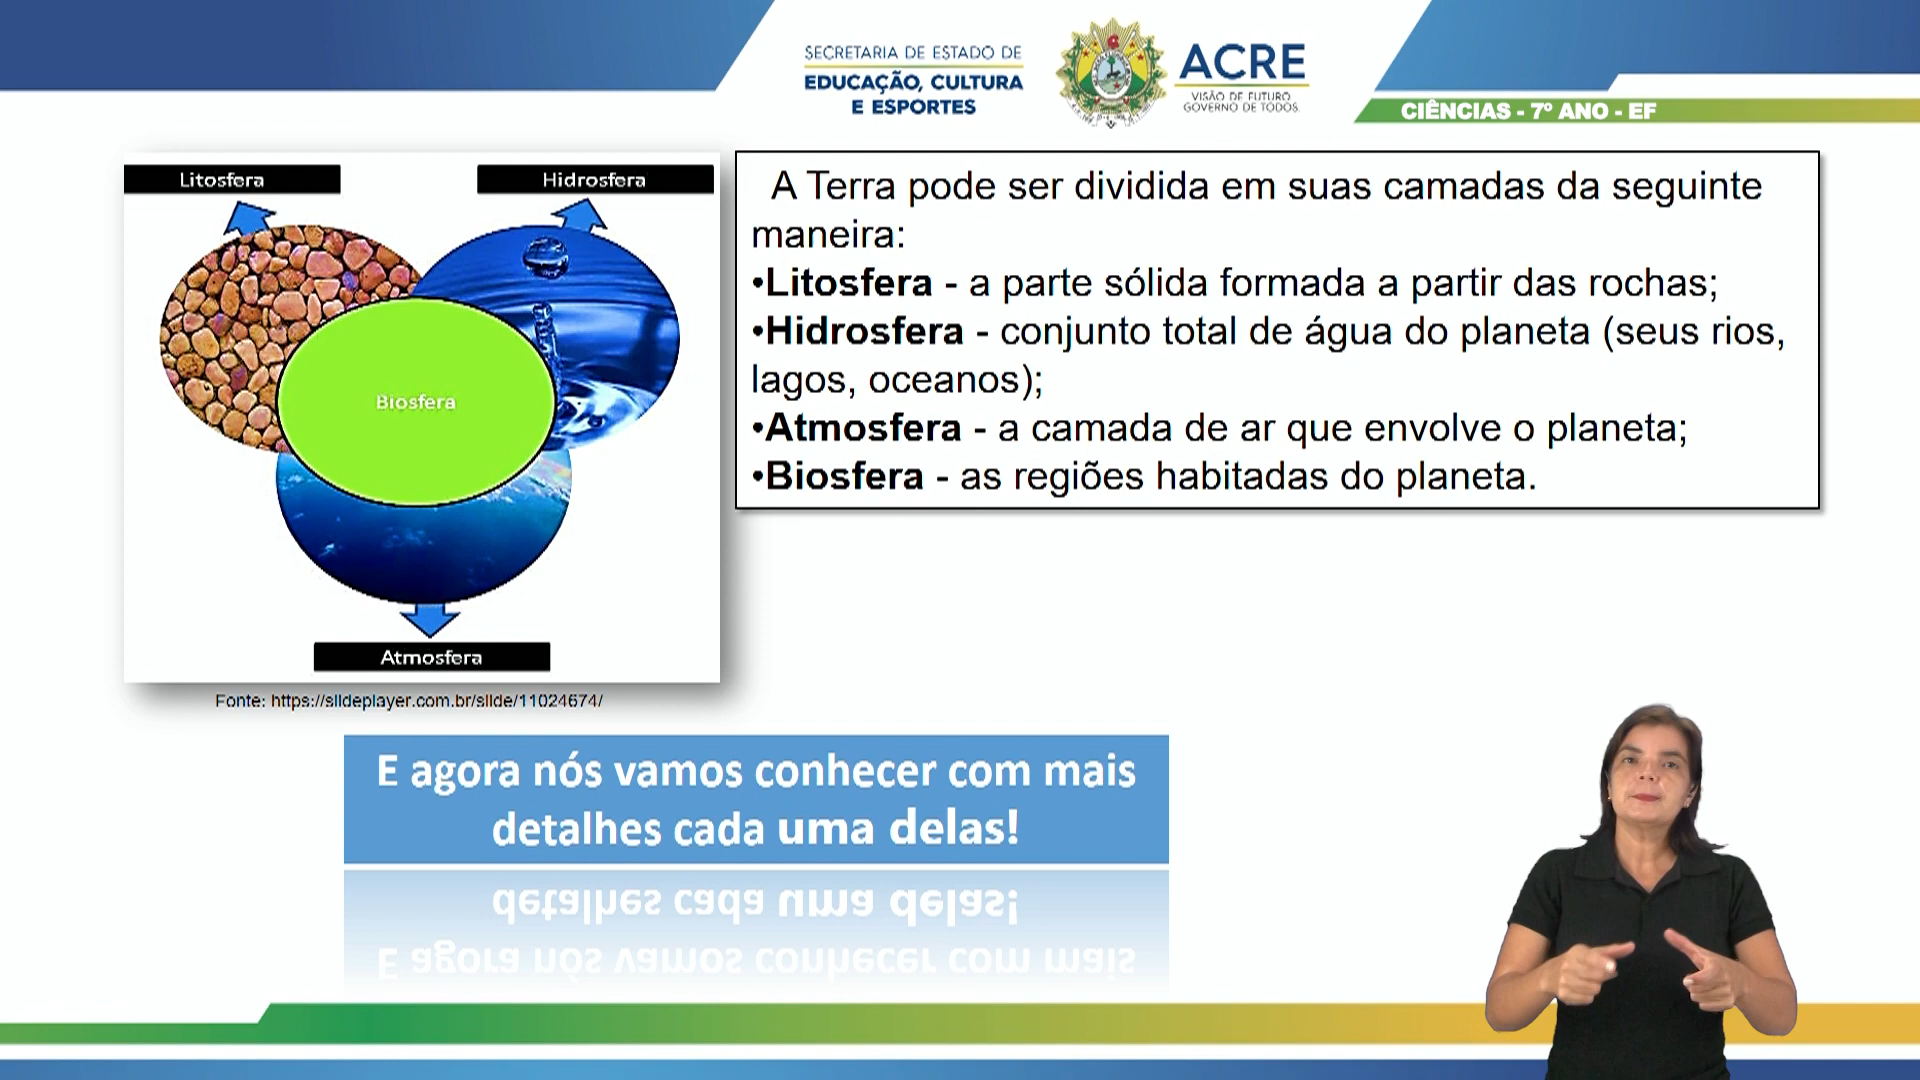 SECRETARIA DE ESTADO DE
EDUCAÇÃO, CULTURA
E ESPORTES
ACRE
VISÃO DE FUTURO
GOVERNO DE TODOS.
CIÊNCIAS - 7º ANO - EF
Litosfera
Hidrosfera
Biosfera
Atmosfera
Fonte: https://slideplayer.com.br/slide/11024674/
A Terra pode ser dividida em suas camadas da seguinte
maneira:
•Litosfera - a parte sólida formada a partir das rochas;
•Hidrosfera - conjunto total de água do planeta (seus rios,
lagos, oceanos);
•Atmosfera - a camada de ar que envolve o planeta;
•Biosfera - as regiões habitadas do planeta.
E agora nós vamos conhecer com mais
detalhes cada uma delas!